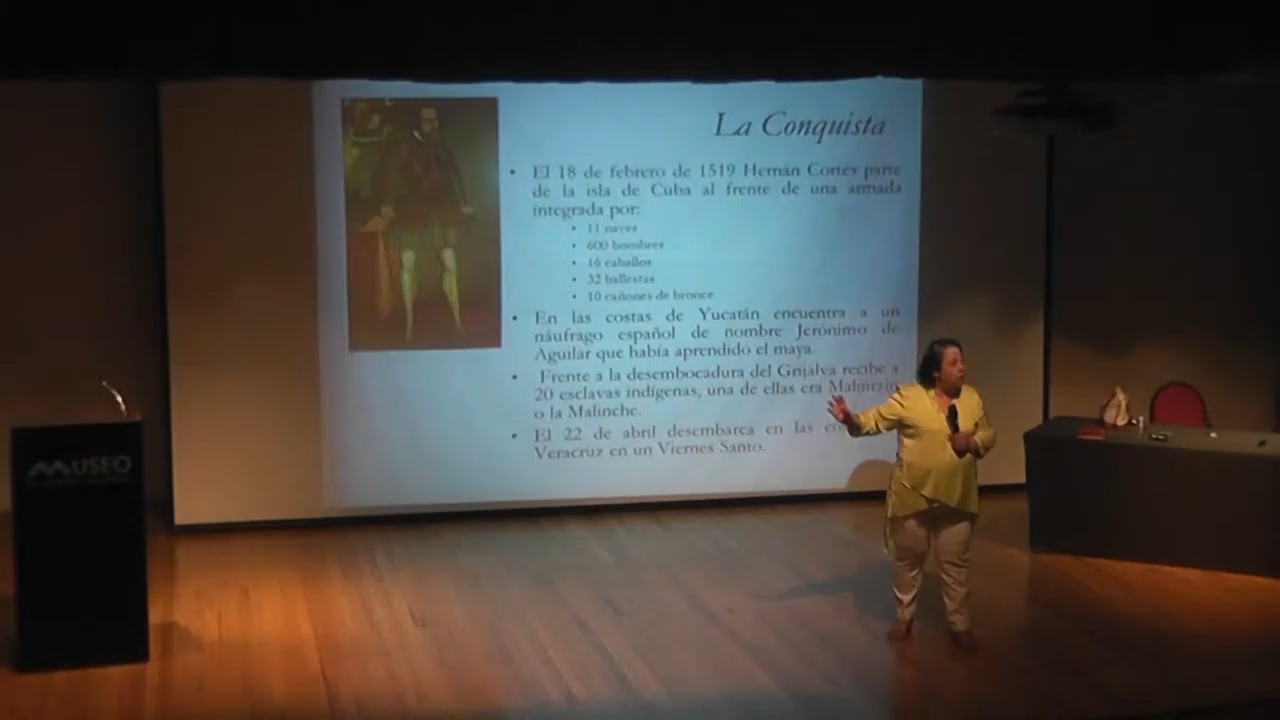 La Conquista
• El 18 de febrero de 1519 Hernán Cortés parte
de la isla de Cuba al frente de una armada
integrada por:
• 11 naves
• 600 hombres
• 16 caballos
• 32 ballestas
• 10 cañones de bronce
• En las costas de Yucatán encuentra a un
náufrago español de nombre Jerónimo de
Aguilar que había aprendido el maya.
• Frente a la desembocadura del Grijalva recibe a
20 esclavas indígenas, una de ellas era Malintzin
o la Malinche.
• El 22 de abril desembarca en las
Veracruz en un Viernes Santo.
MUSEO